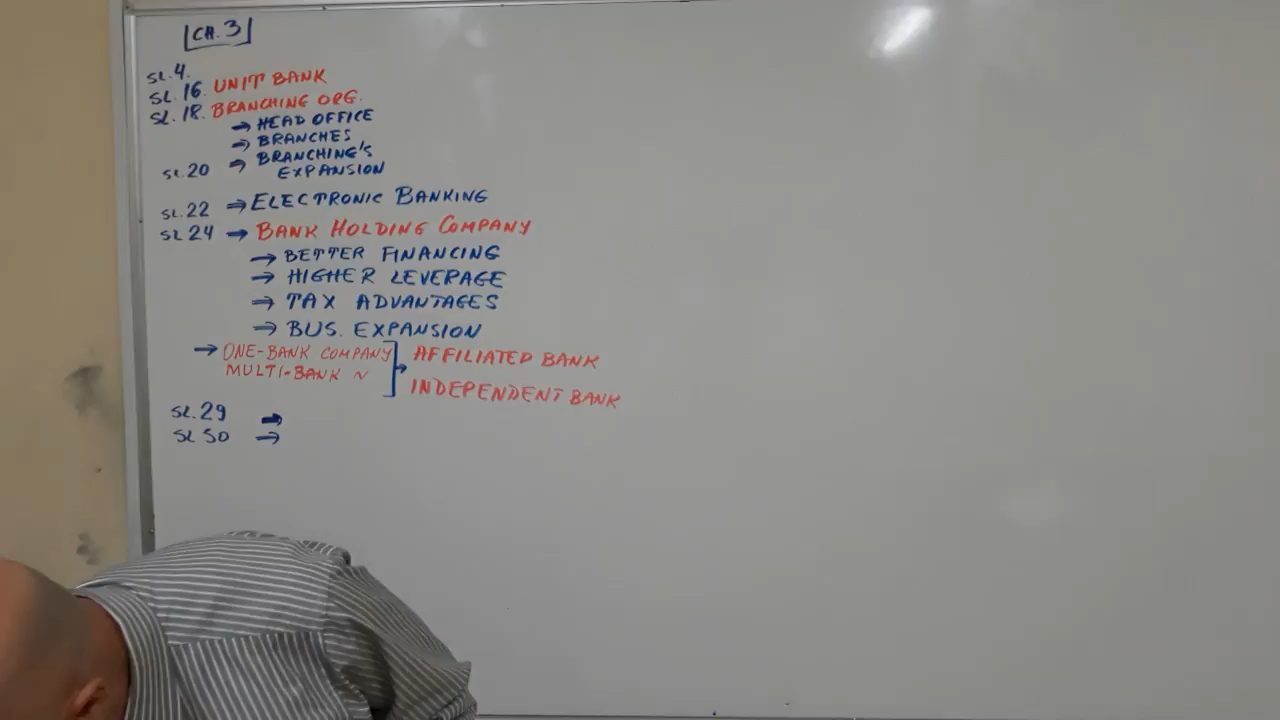 CH. 3
SL. 4.
SL. 16. UNIT BANK
SL. 18. BRANCHING ORG.
→ HEAD OFFICE
→ BRANCHES
SL. 20 → BRANCHING'S
EXPANSION
SL. 22 ⇒ ELECTRONIC BANKING
SL 24 → BANK HOLDING COMPANY
→ BETTER FINANCING
→ HIGHER LEVERAGE
⇒ TAX ADVANTAGES
⇒ BUS. EXPANSION
→ ONE-BANK COMPANY ] → AFFILIATED BANK
MULTI-BANK ~ INDEPENDENT BANK
SL. 29 ⇒
SL 30 ⇒